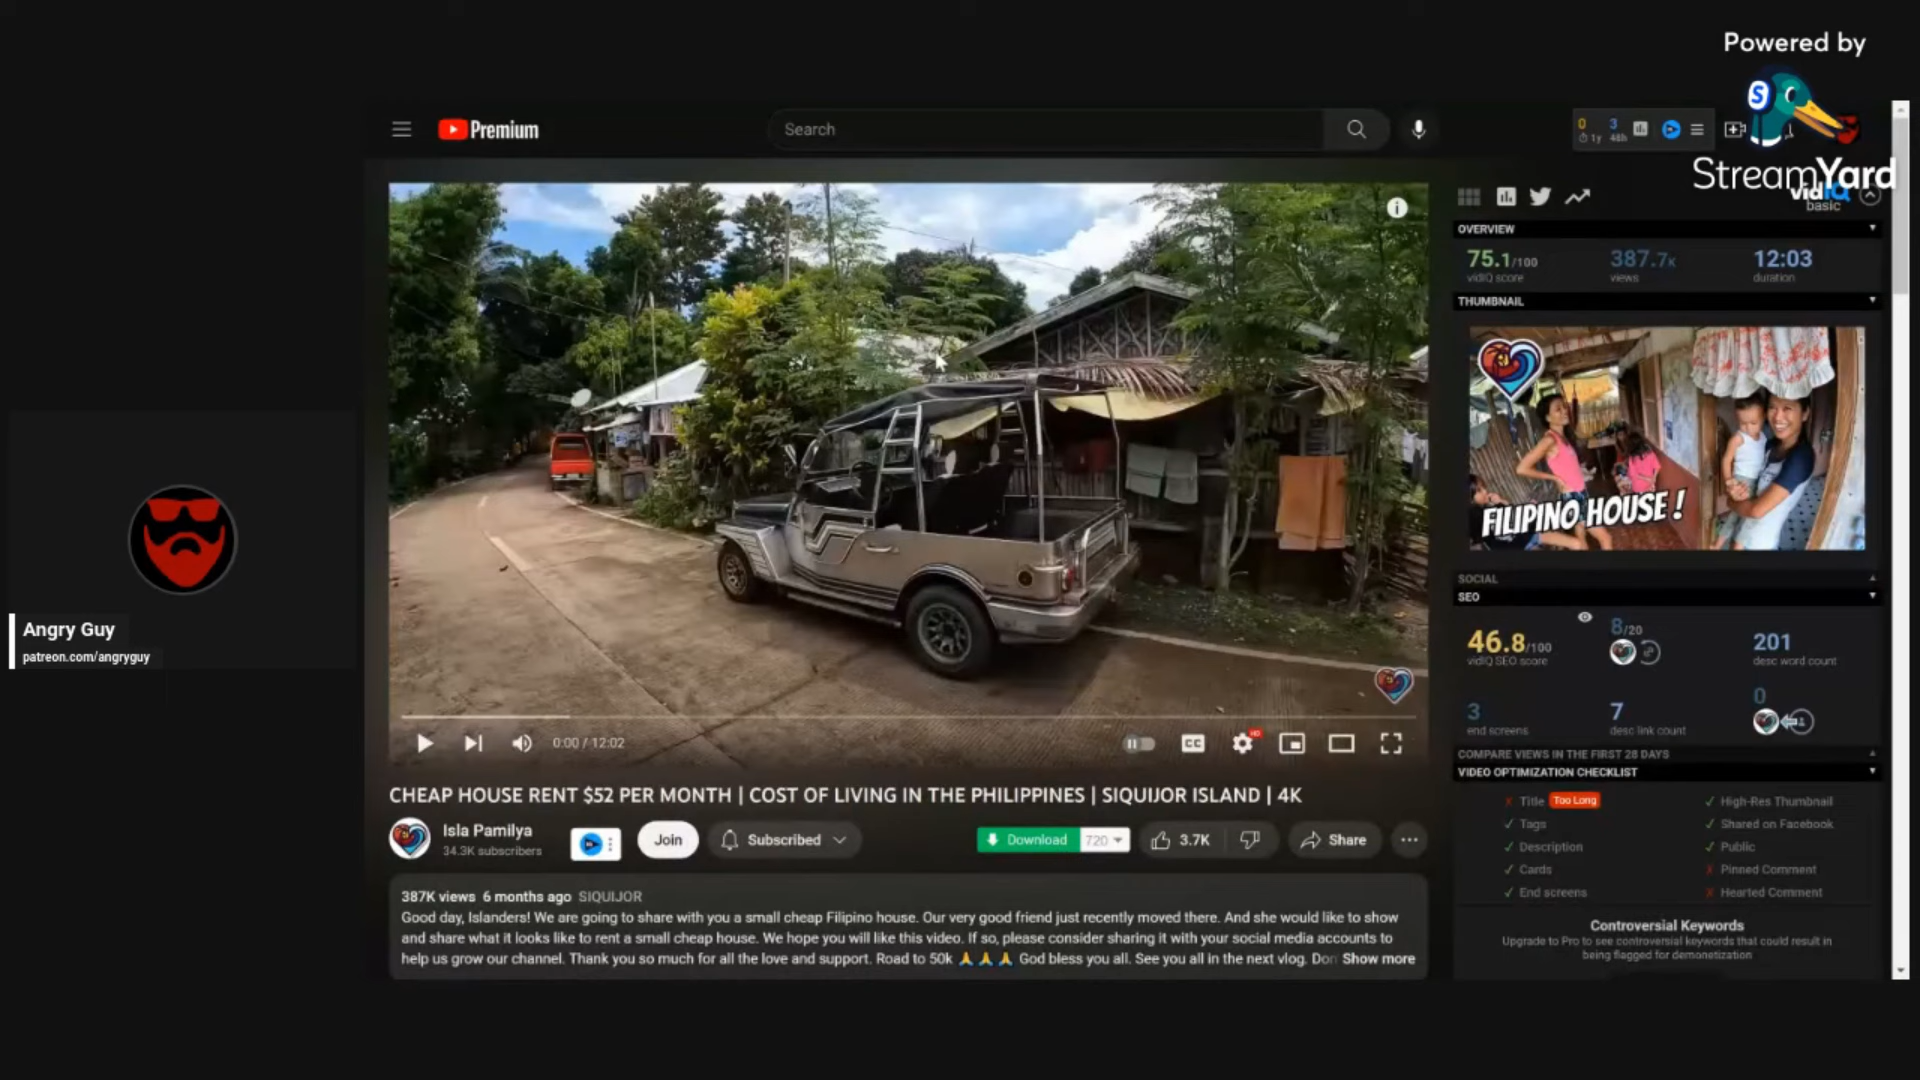 Powered by
StreamYard
Premium
Search
0
1y
3
48h
vidIQ
basic
OVERVIEW
75.1/100
vidIQ score
387.7K
views
12:03
duration
THUMBNAIL
FILIPINO HOUSE !
SOCIAL
SEO
46.8/100
vidIQ SEO score
8/20
201
desc word count
3
end screens
7
desc link count
0
COMPARE VIEWS IN THE FIRST 28 DAYS
VIDEO OPTIMIZATION CHECKLIST
Title Too Long
Tags
Description
Cards
End screens
High-Res Thumbnail
Shared on Facebook
Public
Pinned Comment
Hearted Comment
Controversial Keywords
Upgrade to Pro to see controversial keywords that could result in
being flagged for demonetization
Angry Guy
patreon.com/angryguy
0:00 / 12:02
CC
HD
CHEAP HOUSE RENT $52 PER MONTH | COST OF LIVING IN THE PHILIPPINES | SIQUIJOR ISLAND | 4K
Isla Pamilya
34.3K subscribers
Join
Subscribed
Download 720
3.7K
Share
387K views 6 months ago SIQUIJOR
Good day, Islanders! We are going to share with you a small cheap Filipino house. Our very good friend just recently moved there. And she would like to show
and share what it looks like to rent a small cheap house. We hope you will like this video. If so, please consider sharing it with your social media accounts to
help us grow our channel. Thank you so much for all the love and support. Road to 50k 🙏 🙏 🙏 God bless you all. See you all in the next vlog. Don Show more